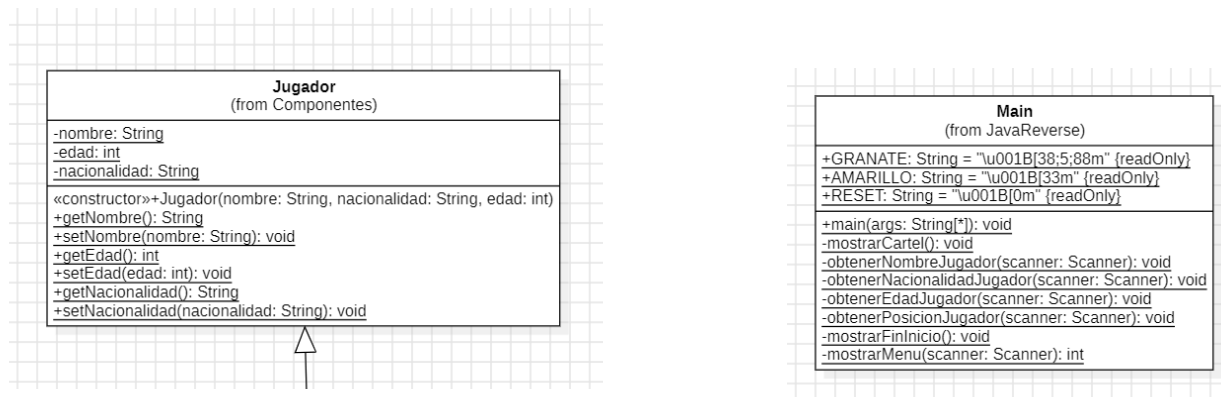 Jugador
(from Componentes)
-nombre: String
-edad: int
-nacionalidad: String
«constructor»+Jugador(nombre: String, nacionalidad: String, edad: int)
+getNombre(): String
+setNombre(nombre: String): void
+getEdad(): int
+setEdad(edad: int): void
+getNacionalidad(): String
+setNacionalidad(nacionalidad: String): void
Main
(from JavaReverse)
+GRANATE: String = "\u001B[38;5;88m" {readOnly}
+AMARILLO: String = "\u001B[33m" {readOnly}
+RESET: String = "\u001B[0m" {readOnly}
+main(args: String[*]): void
-mostrarCartel(): void
-obtenerNombreJugador(scanner: Scanner): void
-obtenerNacionalidadJugador(scanner: Scanner): void
-obtenerEdadJugador(scanner: Scanner): void
-obtenerPosicionJugador(scanner: Scanner): void
-mostrarFinInicio(): void
-mostrarMenu(scanner: Scanner): int